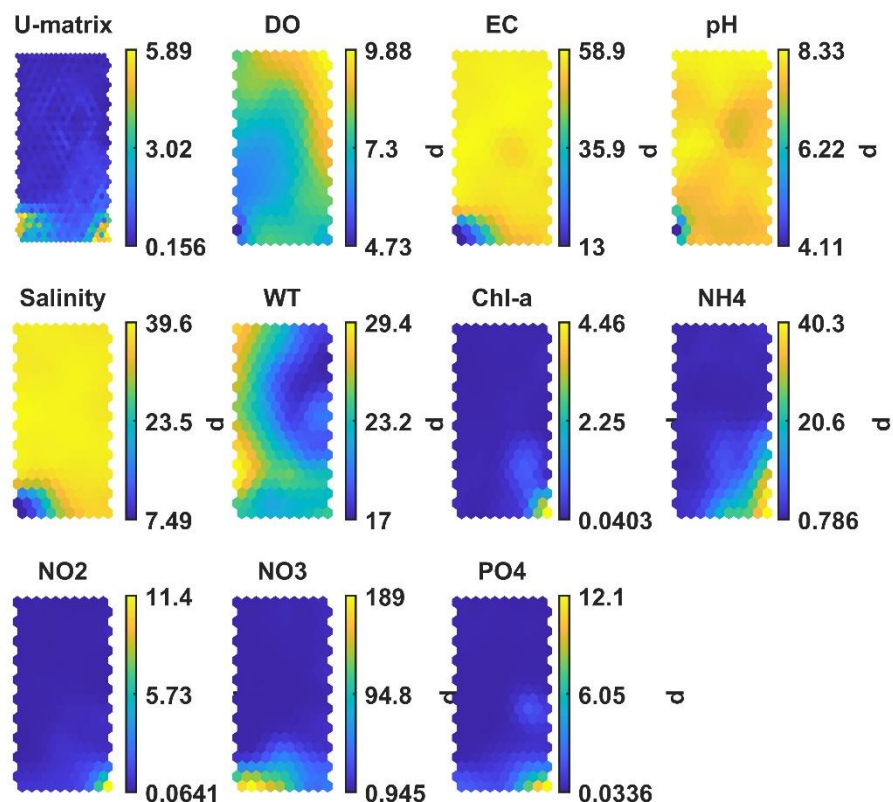 U-matrix DO EC pH
5.89 9.88 58.9 8.33
3.02 7.3 35.9 6.22
d d d
0.156 4.73 13 4.11
Salinity WT Chl-a NH4
39.6 29.4 4.46 40.3
23.5 23.2 2.25 20.6
d d d d
7.49 17 0.0403 0.786
NO2 NO3 PO4
11.4 189 12.1
5.73 94.8 6.05
d d
0.0641 0.945 0.0336